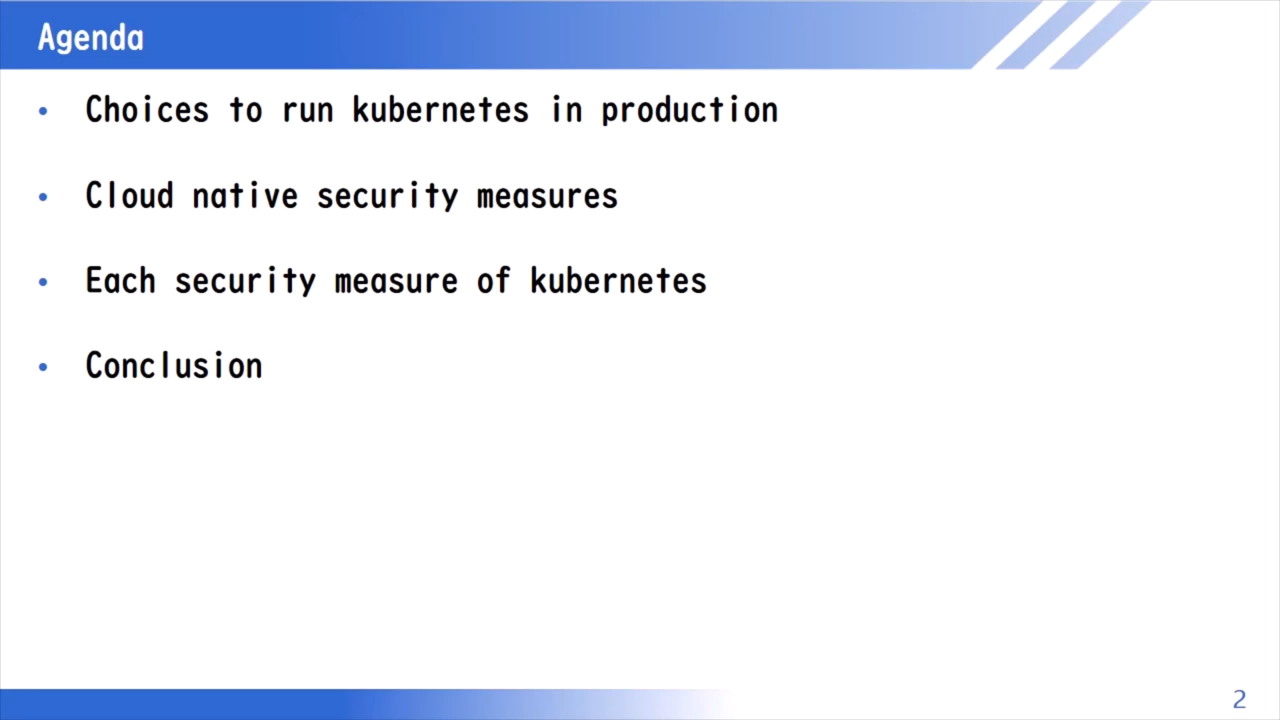 Agenda
• Choices to run kubernetes in production
• Cloud native security measures
• Each security measure of kubernetes
• Conclusion
2